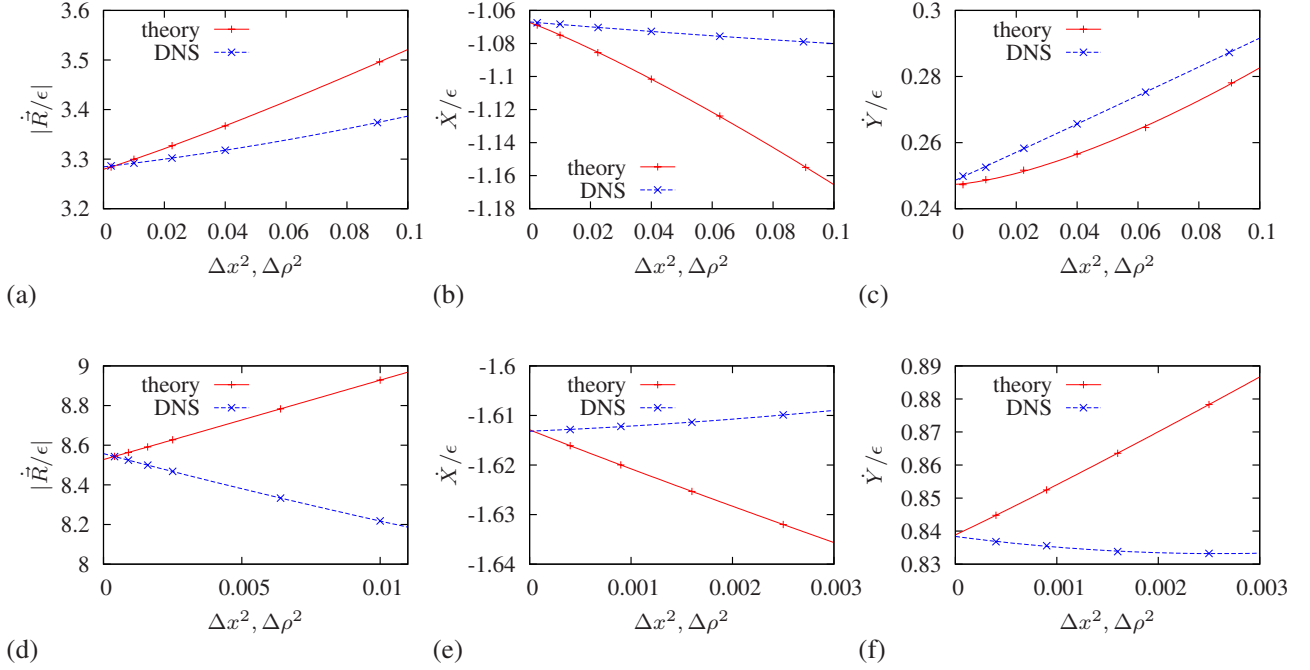 3.6
3.5
3.4
3.3
3.2
|R⃛/ϵ|
theory
DNS
0 0.02 0.04 0.06 0.08 0.1
Δx², Δρ²
(a)
-1.06
-1.08
-1.1
-1.12
-1.14
-1.16
-1.18
Ẋ/ϵ
theory
DNS
0 0.02 0.04 0.06 0.08 0.1
Δx², Δρ²
(b)
0.3
0.28
0.26
0.24
Ẏ/ϵ
theory
DNS
0 0.02 0.04 0.06 0.08 0.1
Δx², Δρ²
(c)
9
8.8
8.6
8.4
8.2
8
|R⃛/ϵ|
theory
DNS
0 0.005 0.01
Δx², Δρ²
(d)
-1.6
-1.61
-1.62
-1.63
-1.64
Ẋ/ϵ
theory
DNS
0 0.001 0.002 0.003
Δx², Δρ²
(e)
0.89
0.88
0.87
0.86
0.85
0.84
0.83
Ẏ/ϵ
theory
DNS
0 0.001 0.002 0.003
Δx², Δρ²
(f)